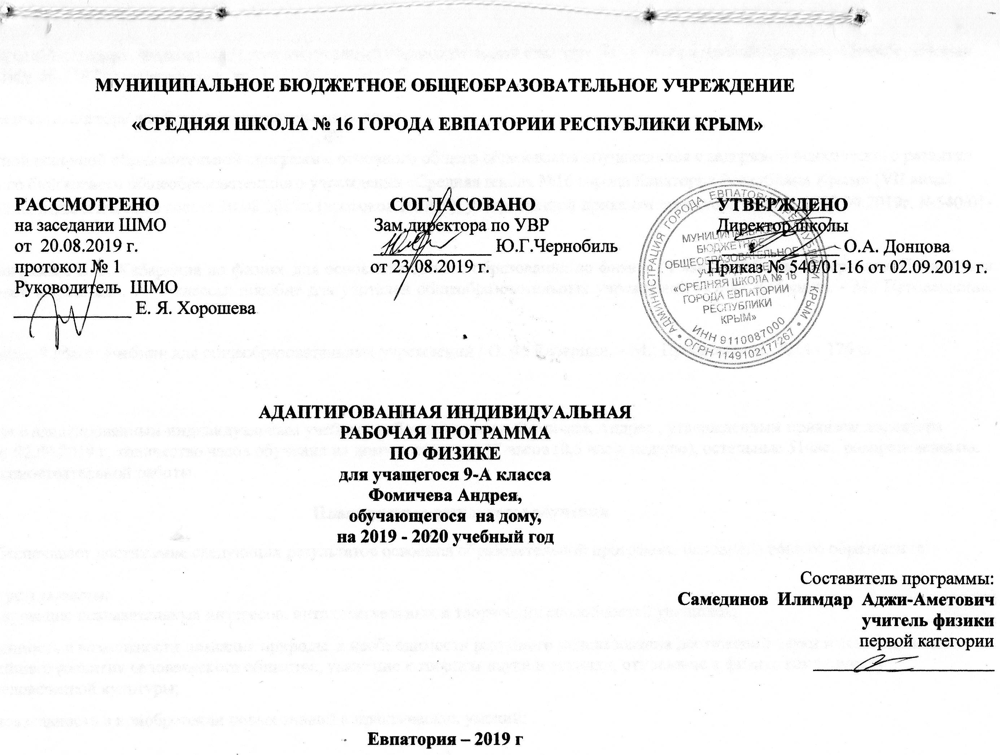 МУНИЦИПАЛЬНОЕ БЮДЖЕТНОЕ ОБЩЕОБРАЗОВАТЕЛЬНОЕ УЧРЕЖДЕНИЕ
«СРЕДНЯЯ ШКОЛА № 16 ГОРОДА ЕВПАТОРИИ РЕСПУБЛИКИ КРЫМ»
РАССМОТРЕНО
на заседании ШМО
от 20.08.2019 г.
протокол № 1
Руководитель ШМО
Е. Я. Хорошева
СОГЛАСОВАНО
Зам.директора по УВР
Ю.Г.Чернобиль
от 23.08.2019 г.
УТВЕРЖДЕНО
Директор школы
О.А. Донцова
Приказ № 540/01-16 от 02.09.2019 г.
АДМИНИСТРАЦИЯ ГОРОДА ЕВПАТОРИИ РЕСПУБЛИКИ КРЫМ
ОГРН 1149102177267
МУНИЦИПАЛЬНОЕ
БЮДЖЕТНОЕ
ОБЩЕОБРАЗОВАТЕЛЬНОЕ
УЧРЕЖДЕНИЕ
«СРЕДНЯЯ ШКОЛА № 16
ГОРОДА ЕВПАТОРИИ
РЕСПУБЛИКИ
КРЫМ»
ИНН 9110087000
АДАПТИРОВАННАЯ ИНДИВИДУАЛЬНАЯ
РАБОЧАЯ ПРОГРАММА
ПО ФИЗИКЕ
для учащегося 9-А класса
Фомичева Андрея,
обучающегося на дому,
на 2019 - 2020 учебный год
Составитель программы:
Самединов Илимдар Аджи-Аметович
учитель физики
первой категории
Евпатория – 2019 г